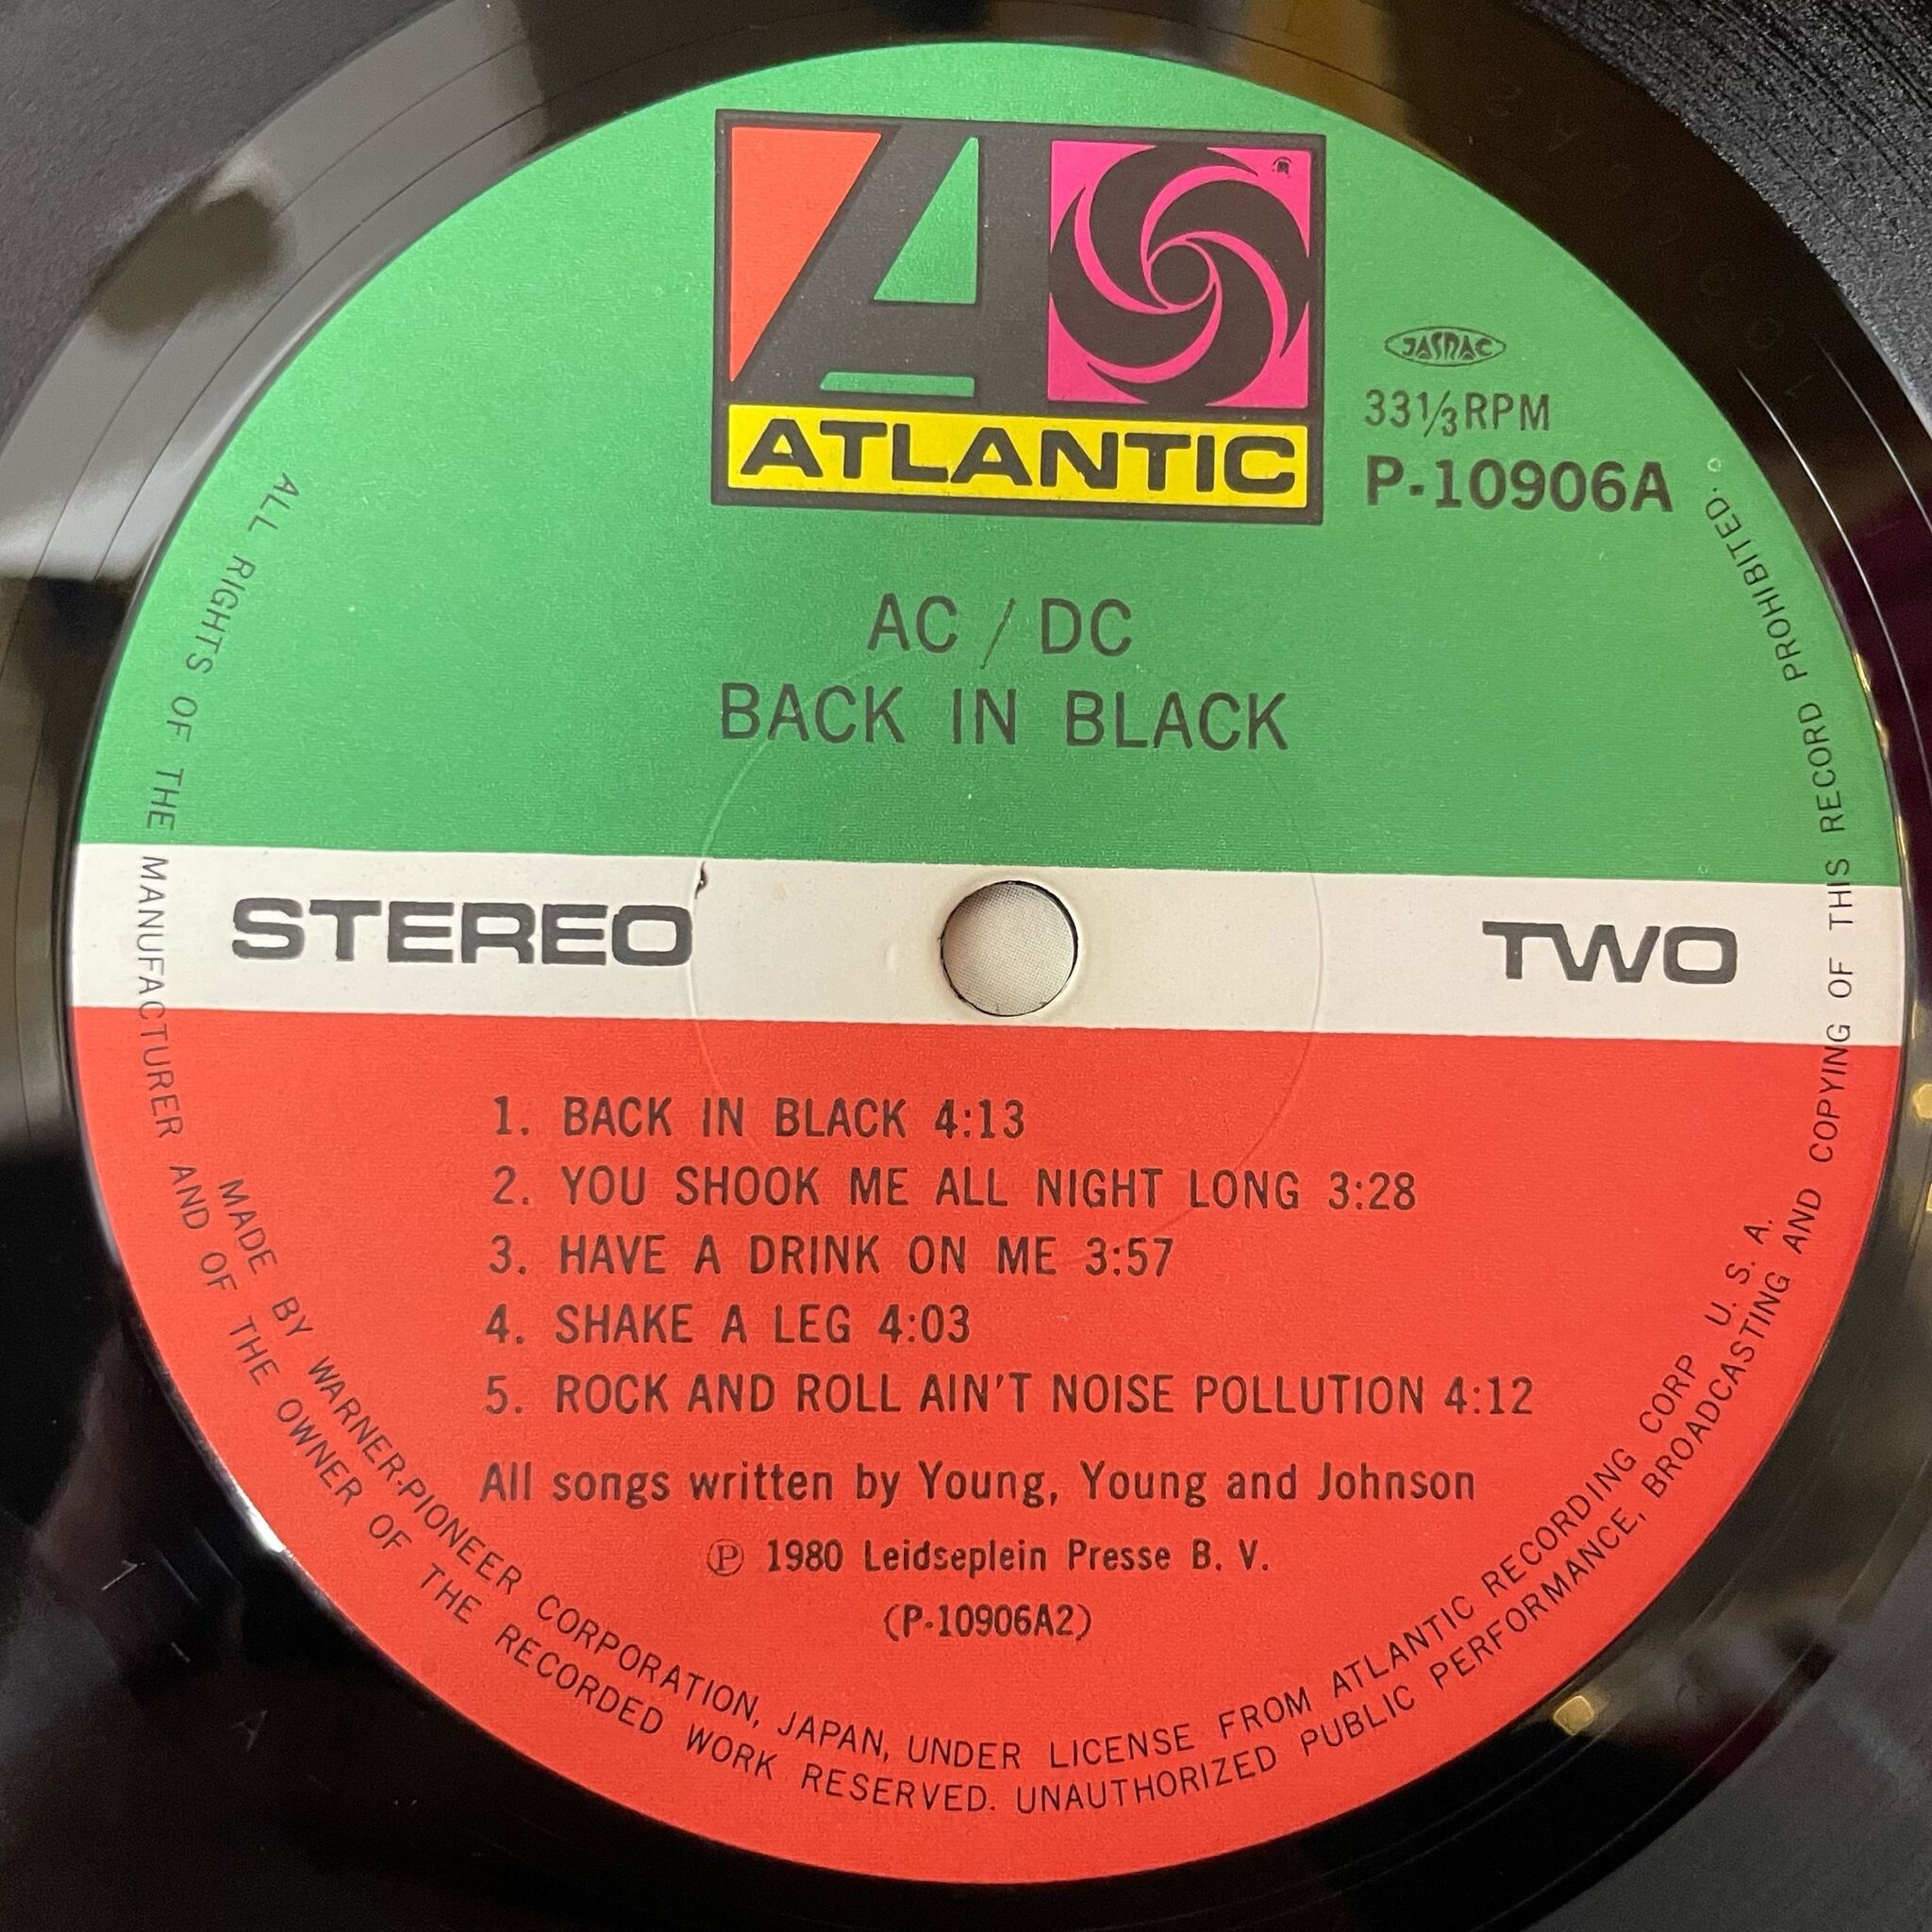 ATLANTIC
JASRAC
33⅓RPM
P-10906A
AC / DC
BACK IN BLACK
STEREO
TWO
1. BACK IN BLACK 4:13
2. YOU SHOOK ME ALL NIGHT LONG 3:28
3. HAVE A DRINK ON ME 3:57
4. SHAKE A LEG 4:03
5. ROCK AND ROLL AIN'T NOISE POLLUTION 4:12
All songs written by Young, Young and Johnson
℗ 1980 Leidseplein Presse B. V.
(P-10906A2)
MADE BY WARNER-PIONEER CORPORATION, JAPAN, UNDER LICENSE FROM ATLANTIC RECORDING CORP U. S. A.
ALL RIGHTS OF THE MANUFACTURER AND OF THE OWNER OF THE RECORDED WORK RESERVED. UNAUTHORIZED PUBLIC PERFORMANCE, BROADCASTING AND COPYING OF THIS RECORD PROHIBITED.